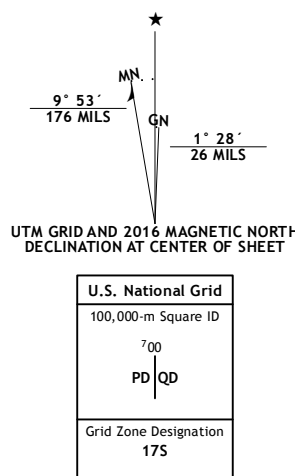 ★
MN
GN
9° 53´
176 MILS
1° 28´
26 MILS
UTM GRID AND 2016 MAGNETIC NORTH
DECLINATION AT CENTER OF SHEET
U.S. National Grid
100,000-m Square ID
⁷00
PD QD
Grid Zone Designation
17S